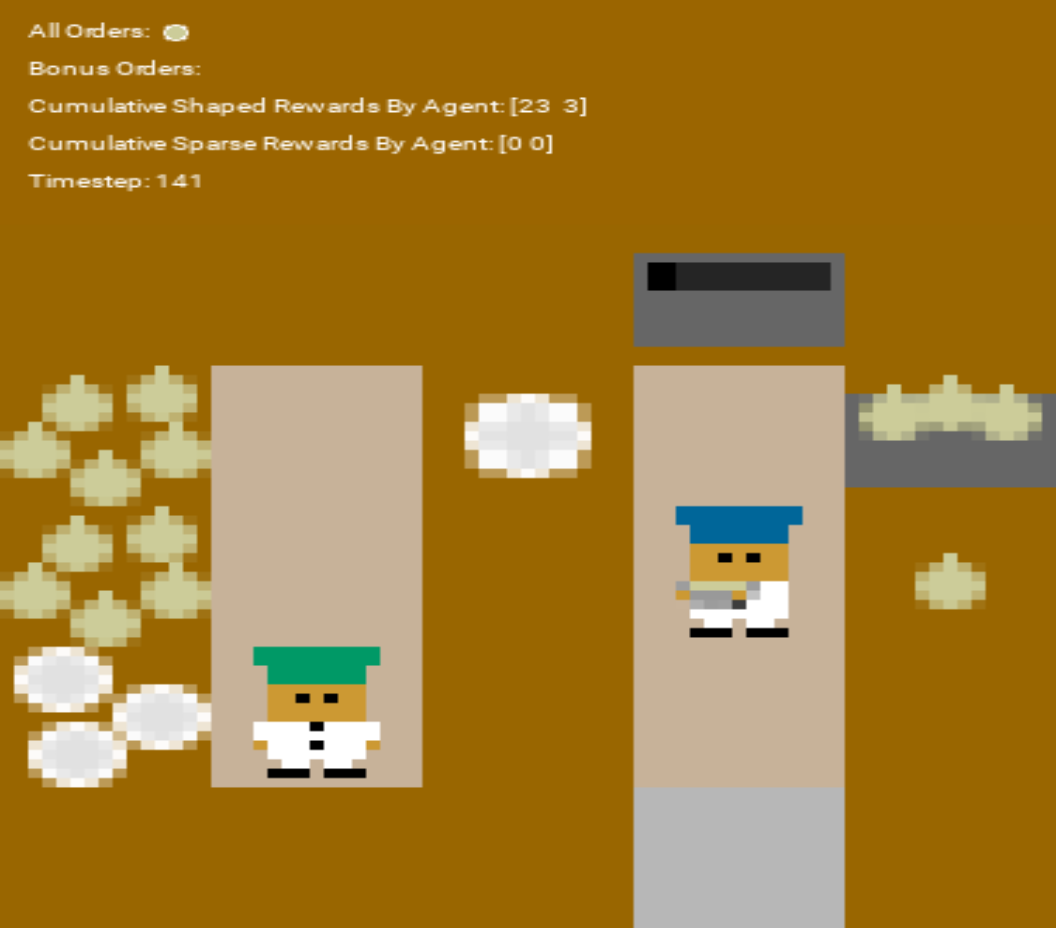 All Orders:
Bonus Orders:
Cumulative Shaped Rewards By Agent: [23 3]
Cumulative Sparse Rewards By Agent: [0 0]
Timestep: 141